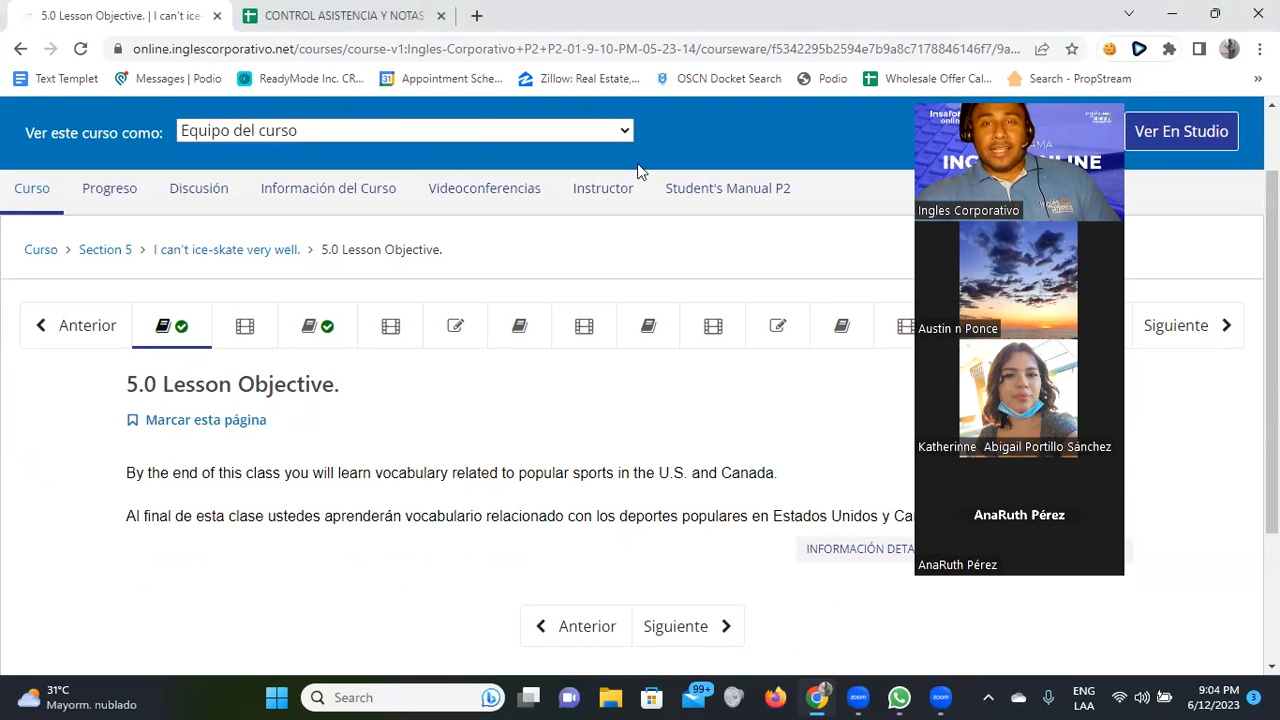 5.0 Lesson Objective. | I can't ice-
CONTROL ASISTENCIA Y NOTAS
online.inglescorporativo.net/courses/course-v1:Ingles-Corporativo+P2+P2-01-9-10-PM-05-23-14/courseware/f5342295b2594e7b9a8c7178846146f7/9a...
Text Templet
Messages | Podio
ReadyMode Inc. CR...
Appointment Sche...
Zillow: Real Estate,...
OSCN Docket Search
Podio
Wholesale Offer Cal...
Search - PropStream
»
Ver este curso como:
Equipo del curso
Ver En Studio
Curso
Progreso
Discusión
Información del Curso
Videoconferencias
Instructor
Student's Manual P2
INGLÉS ONLINE
Ingles Corporativo
Curso > Section 5 > I can't ice-skate very well. > 5.0 Lesson Objective.
Anterior
Siguiente
Austin n Ponce
5.0 Lesson Objective.
Marcar esta página
Katherinne Abigail Portillo Sánchez
By the end of this class you will learn vocabulary related to popular sports in the U.S. and Canada.
Al final de esta clase ustedes aprenderán vocabulario relacionado con los deportes populares en Estados Unidos y Ca
AnaRuth Pérez
INFORMACIÓN DETA
AnaRuth Pérez
Anterior
Siguiente
31°C
Mayorm. nublado
Search
99+
ENG
LAA
9:04 PM
6/12/2023
3